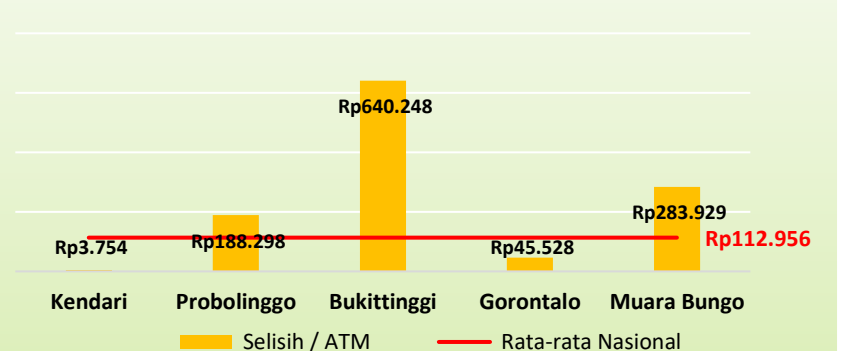 Rp640.248
Rp283.929
Rp3.754
Rp188.298
Rp45.528
Rp112.956
Kendari
Probolinggo
Bukittinggi
Gorontalo
Muara Bungo
Selisih / ATM
Rata-rata Nasional